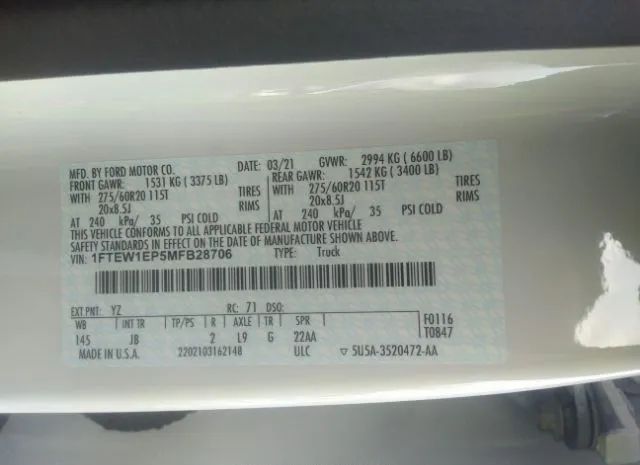 MFD. BY FORD MOTOR CO. DATE: 03/21 GVWR: 2994 KG ( 6600 LB)
FRONT GAWR: 1531 KG ( 3375 LB) REAR GAWR: 1542 KG ( 3400 LB)
WITH 275/60R20 115T TIRES WITH 275/60R20 115T TIRES
20x8.5J RIMS 20x8.5J RIMS
AT 240 kPa/ 35 PSI COLD AT 240 kPa/ 35 PSI COLD
THIS VEHICLE CONFORMS TO ALL APPLICABLE FEDERAL MOTOR VEHICLE
SAFETY STANDARDS IN EFFECT ON THE DATE OF MANUFACTURE SHOWN ABOVE.
VIN: 1FTEW1EP5MFB28706 TYPE: Truck
EXT PNT: YZ RC: 71 DSO: F0116
WB INT TR TP/PS R AXLE TR SPR T0847
145 JB 2 L9 G 22AA
MADE IN U.S.A. 2202103162148 ULC ▽ 5U5A-3520472-AA